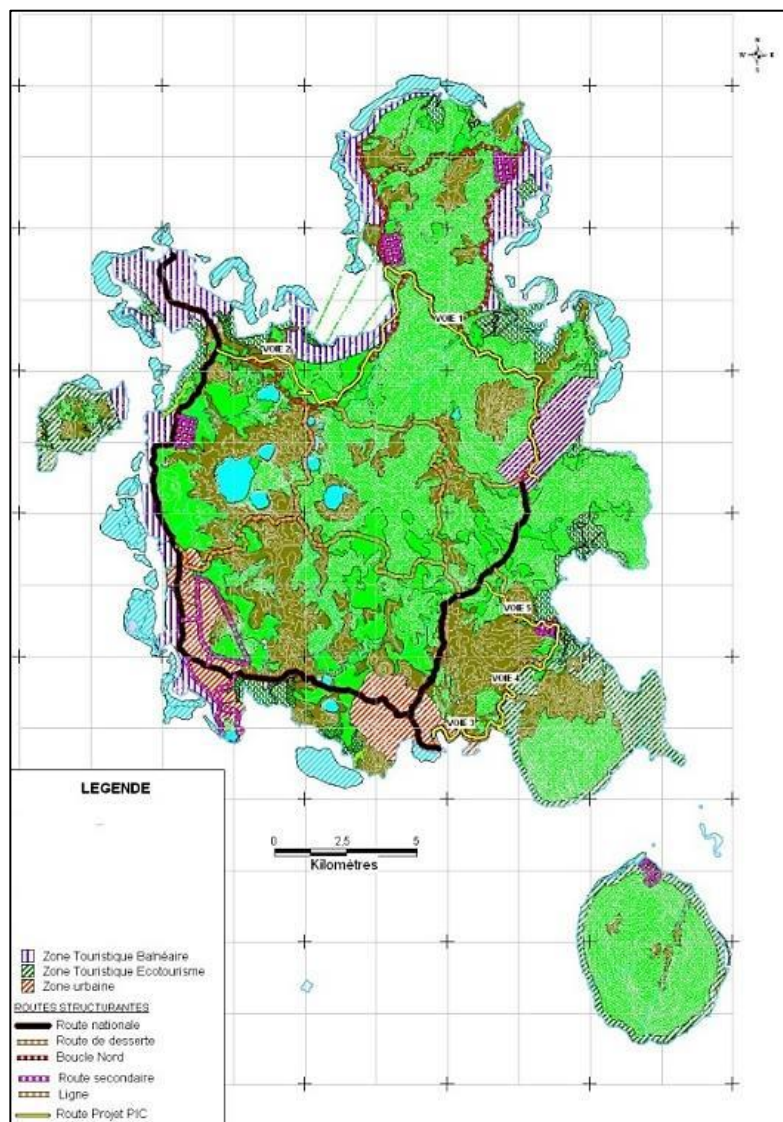 N
W E
S
VOIE 1
VOIE 2
VOIE 5
VOIE 4
VOIE 3
LEGENDE
0 2,5 5
Kilomètres
Zone Touristique Balnéaire
Zone Touristique Ecotourisme
Zone urbaine
ROUTES STRUCTURANTES
Route nationale
Route de desserte
Boucle Nord
Route secondaire
Ligne
Route Projet PIC